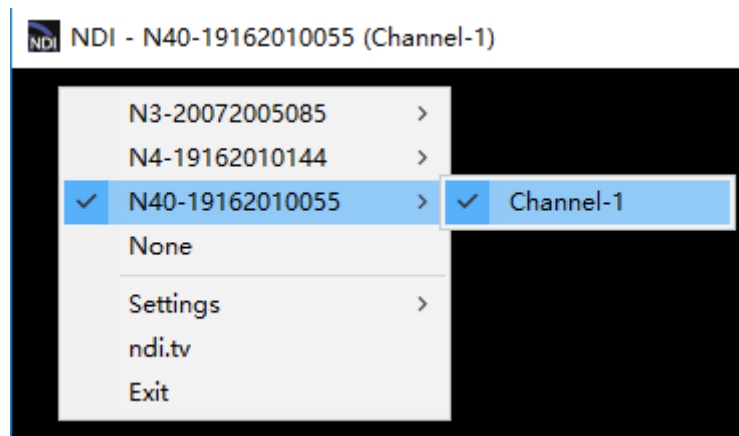 NDI NDI - N40-19162010055 (Channel-1)
N3-20072005085
N4-19162010144
N40-19162010055
Channel-1
None
Settings
ndi.tv
Exit